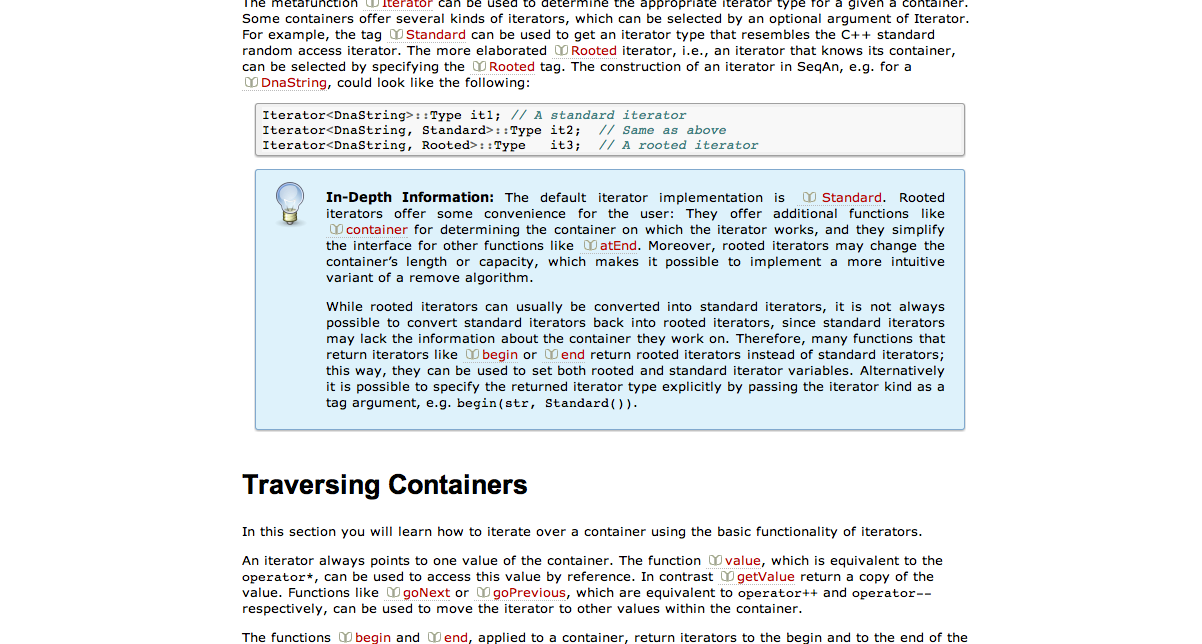 The metafunction Iterator can be used to determine the appropriate iterator type for a given a container.
Some containers offer several kinds of iterators, which can be selected by an optional argument of Iterator.
For example, the tag Standard can be used to get an iterator type that resembles the C++ standard
random access iterator. The more elaborated Rooted iterator, i.e., an iterator that knows its container,
can be selected by specifying the Rooted tag. The construction of an iterator in SeqAn, e.g. for a
DnaString, could look like the following:
Iterator<DnaString>::Type it1; // A standard iterator
Iterator<DnaString, Standard>::Type it2;  // Same as above
Iterator<DnaString, Rooted>::Type   it3;  // A rooted iterator
In-Depth Information: The default iterator implementation is Standard. Rooted
iterators offer some convenience for the user: They offer additional functions like
container for determining the container on which the iterator works, and they simplify
the interface for other functions like atEnd. Moreover, rooted iterators may change the
container's length or capacity, which makes it possible to implement a more intuitive
variant of a remove algorithm.
While rooted iterators can usually be converted into standard iterators, it is not always
possible to convert standard iterators back into rooted iterators, since standard iterators
may lack the information about the container they work on. Therefore, many functions that
return iterators like begin or end return rooted iterators instead of standard iterators;
this way, they can be used to set both rooted and standard iterator variables. Alternatively
it is possible to specify the returned iterator type explicitly by passing the iterator kind as a
tag argument, e.g. begin(str, Standard()).
Traversing Containers
In this section you will learn how to iterate over a container using the basic functionality of iterators.
An iterator always points to one value of the container. The function value, which is equivalent to the
operator*, can be used to access this value by reference. In contrast getValue return a copy of the
value. Functions like goNext or goPrevious, which are equivalent to operator++ and operator--
respectively, can be used to move the iterator to other values within the container.
The functions begin and end, applied to a container, return iterators to the begin and to the end of the